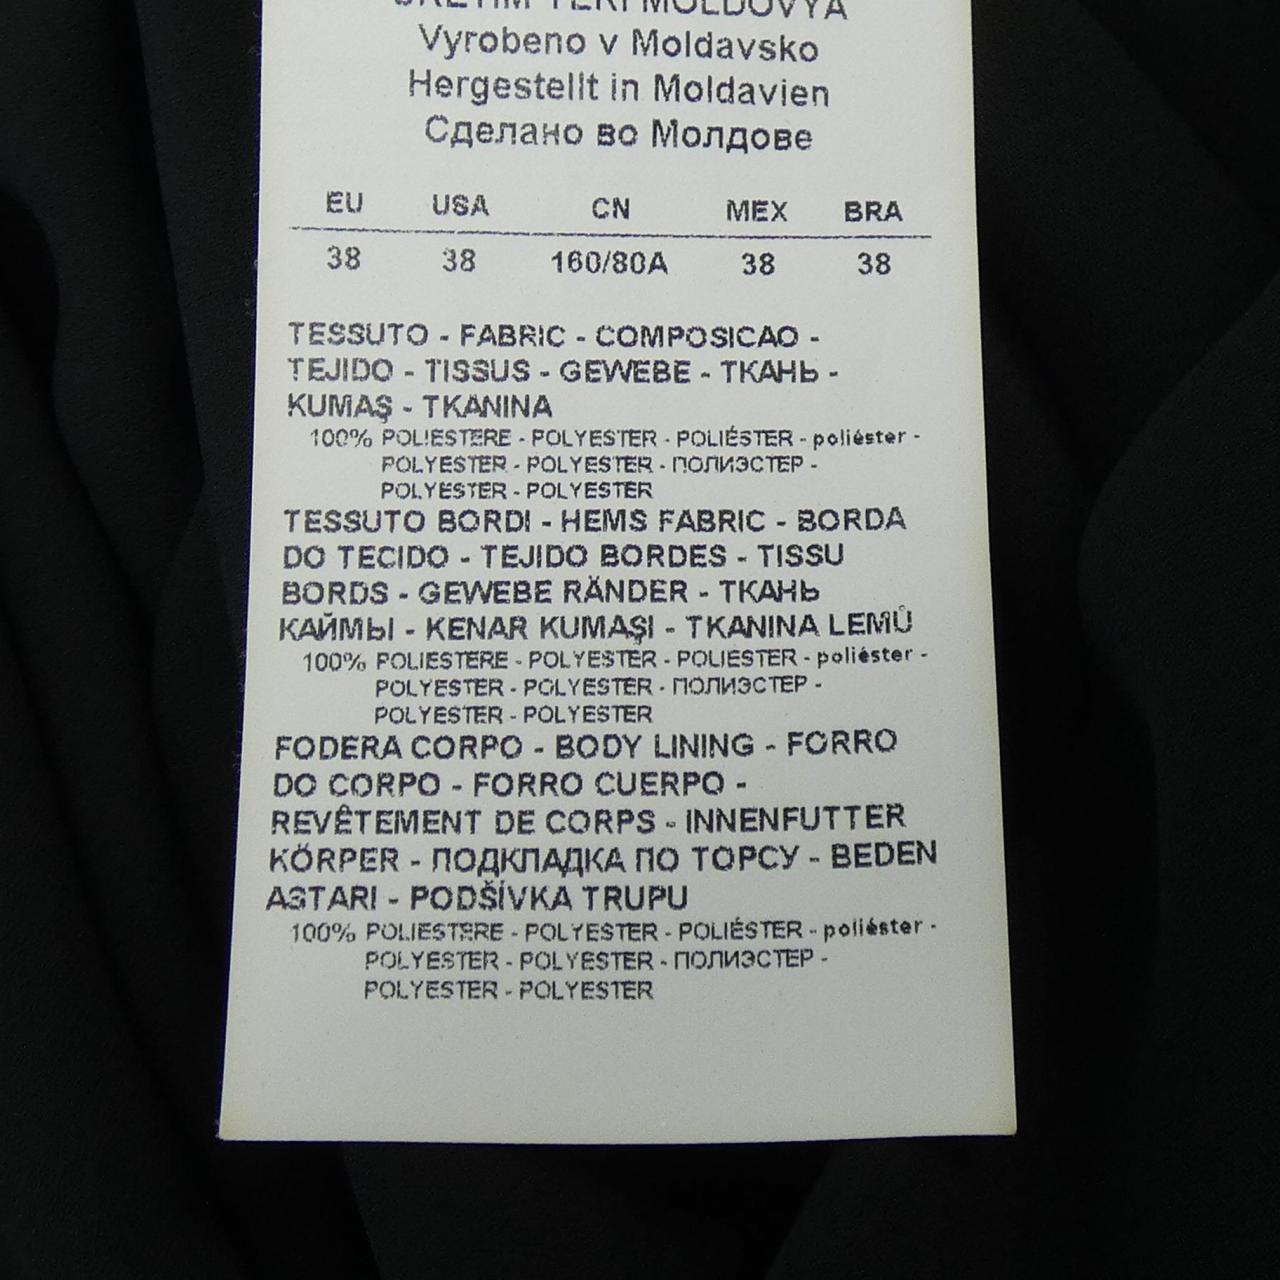 ÜRETİM YERİ MOLDOVYA
Vyrobeno v Moldavsko
Hergestellt in Moldavien
Сделано во Молдове
EU USA CN MEX BRA
38 38 160/80A 38 38
TESSUTO - FABRIC - COMPOSICAO -
TEJIDO - TISSUS - GEWEBE - ТКАНЬ -
KUMAŞ - TKANINA
100% POLIESTERE - POLYESTER - POLIÉSTER - poliéster -
POLYESTER - POLYESTER - ПОЛИЭСТЕР -
POLYESTER - POLYESTER
TESSUTO BORDI - HEMS FABRIC - BORDA
DO TECIDO - TEJIDO BORDES - TISSU
BORDS - GEWEBE RÄNDER - ТКАНЬ
КАЙМЫ - KENAR KUMAŞI - TKANINA LEMŮ
100% POLIESTERE - POLYESTER - POLIÉSTER - poliéster -
POLYESTER - POLYESTER - ПОЛИЭСТЕР -
POLYESTER - POLYESTER
FODERA CORPO - BODY LINING - FORRO
DO CORPO - FORRO CUERPO -
REVÊTEMENT DE CORPS - INNENFUTTER
KÖRPER - ПОДКЛАДКА ПО ТОРСУ - BEDEN
ASTARI - PODŠÍVKA TRUPU
100% POLIESTERE - POLYESTER - POLIÉSTER - poliéster -
POLYESTER - POLYESTER - ПОЛИЭСТЕР -
POLYESTER - POLYESTER